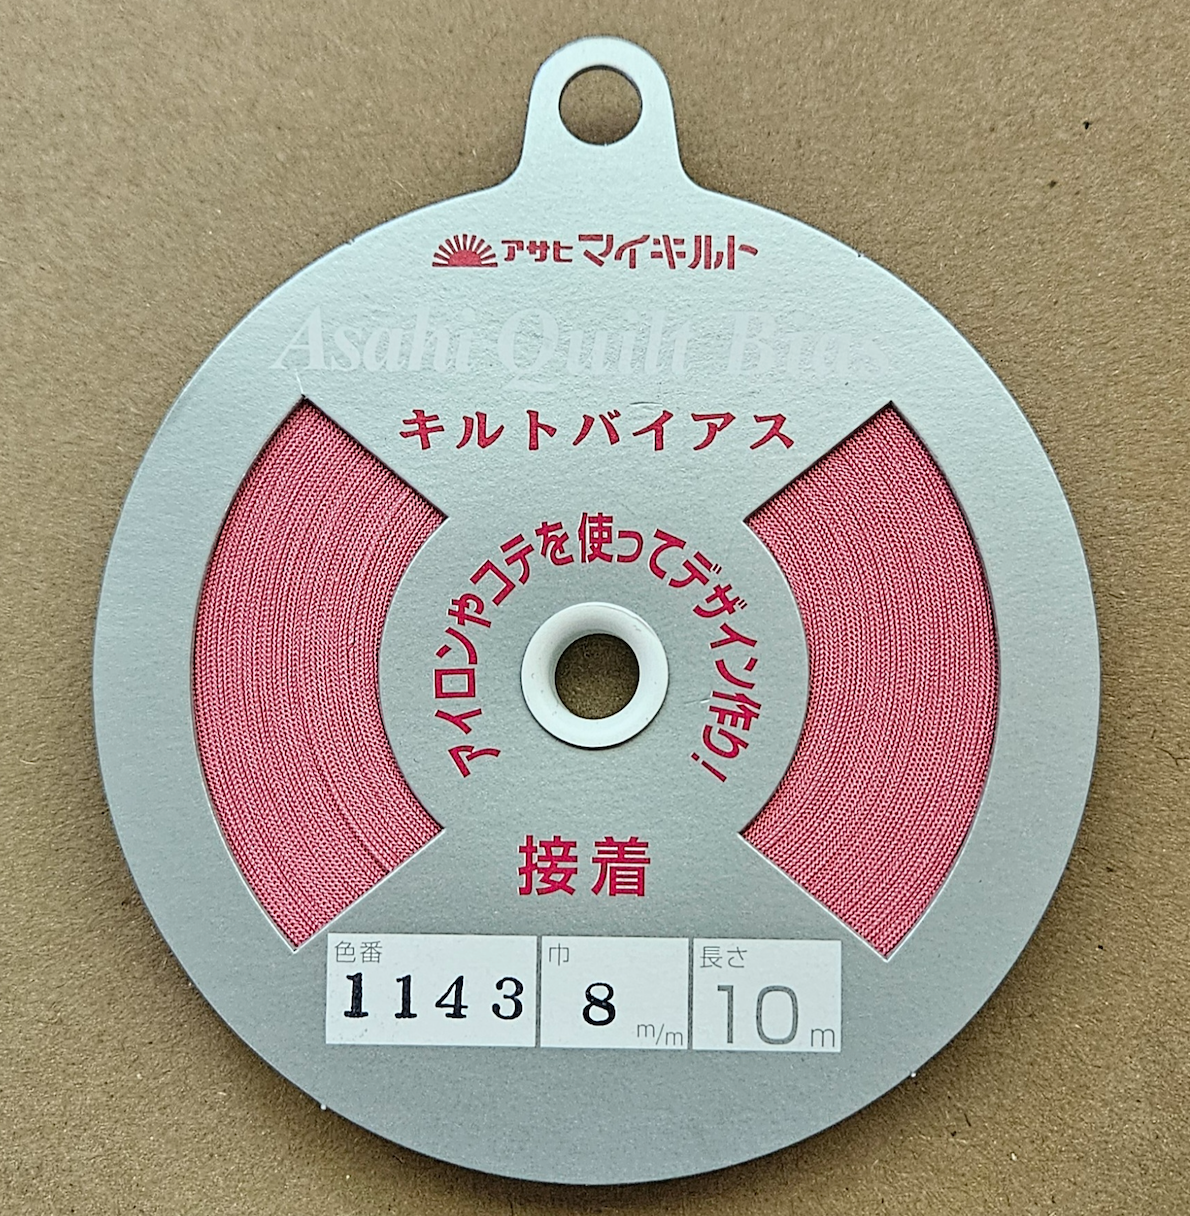 アサヒマイキルト
Asahi Quilt Bias
キルトバイアス
アイロンやコテを使ってデザイン作り!
接着
色番 巾 長さ
1143 8 m/m 10 m